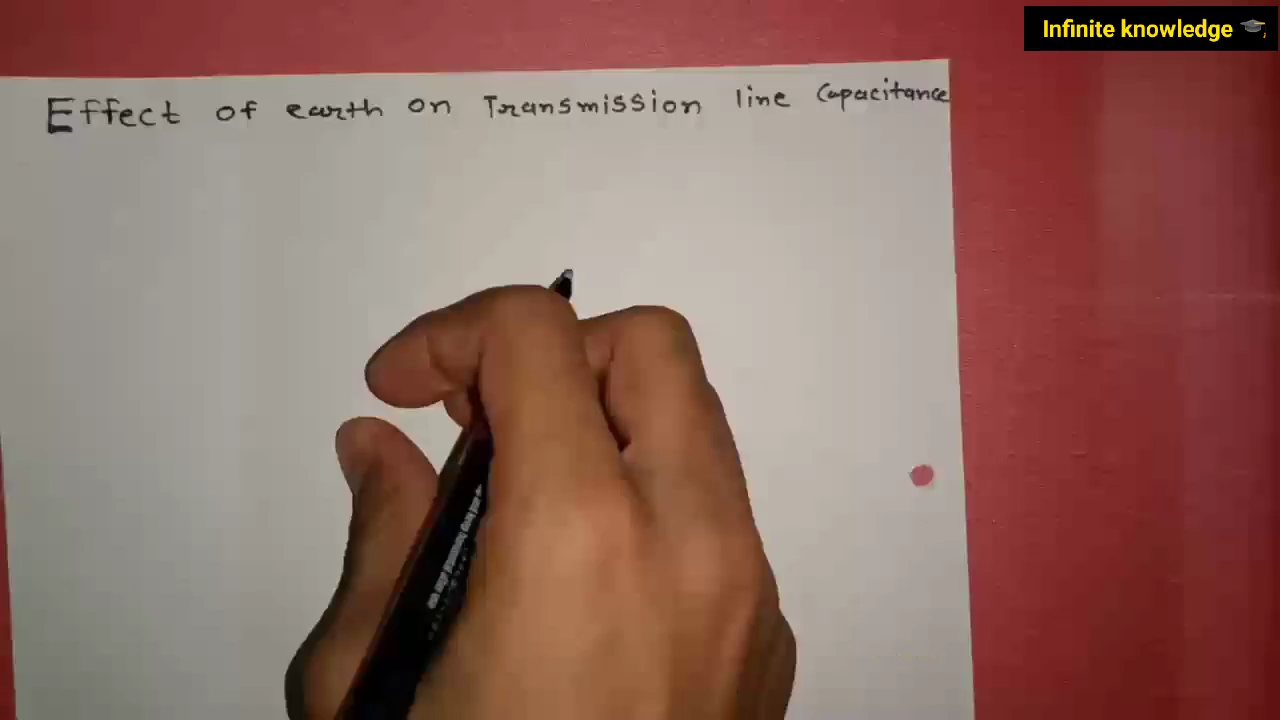 Infinite knowledge 🎓
Effect of earth on Transmission line Capacitance